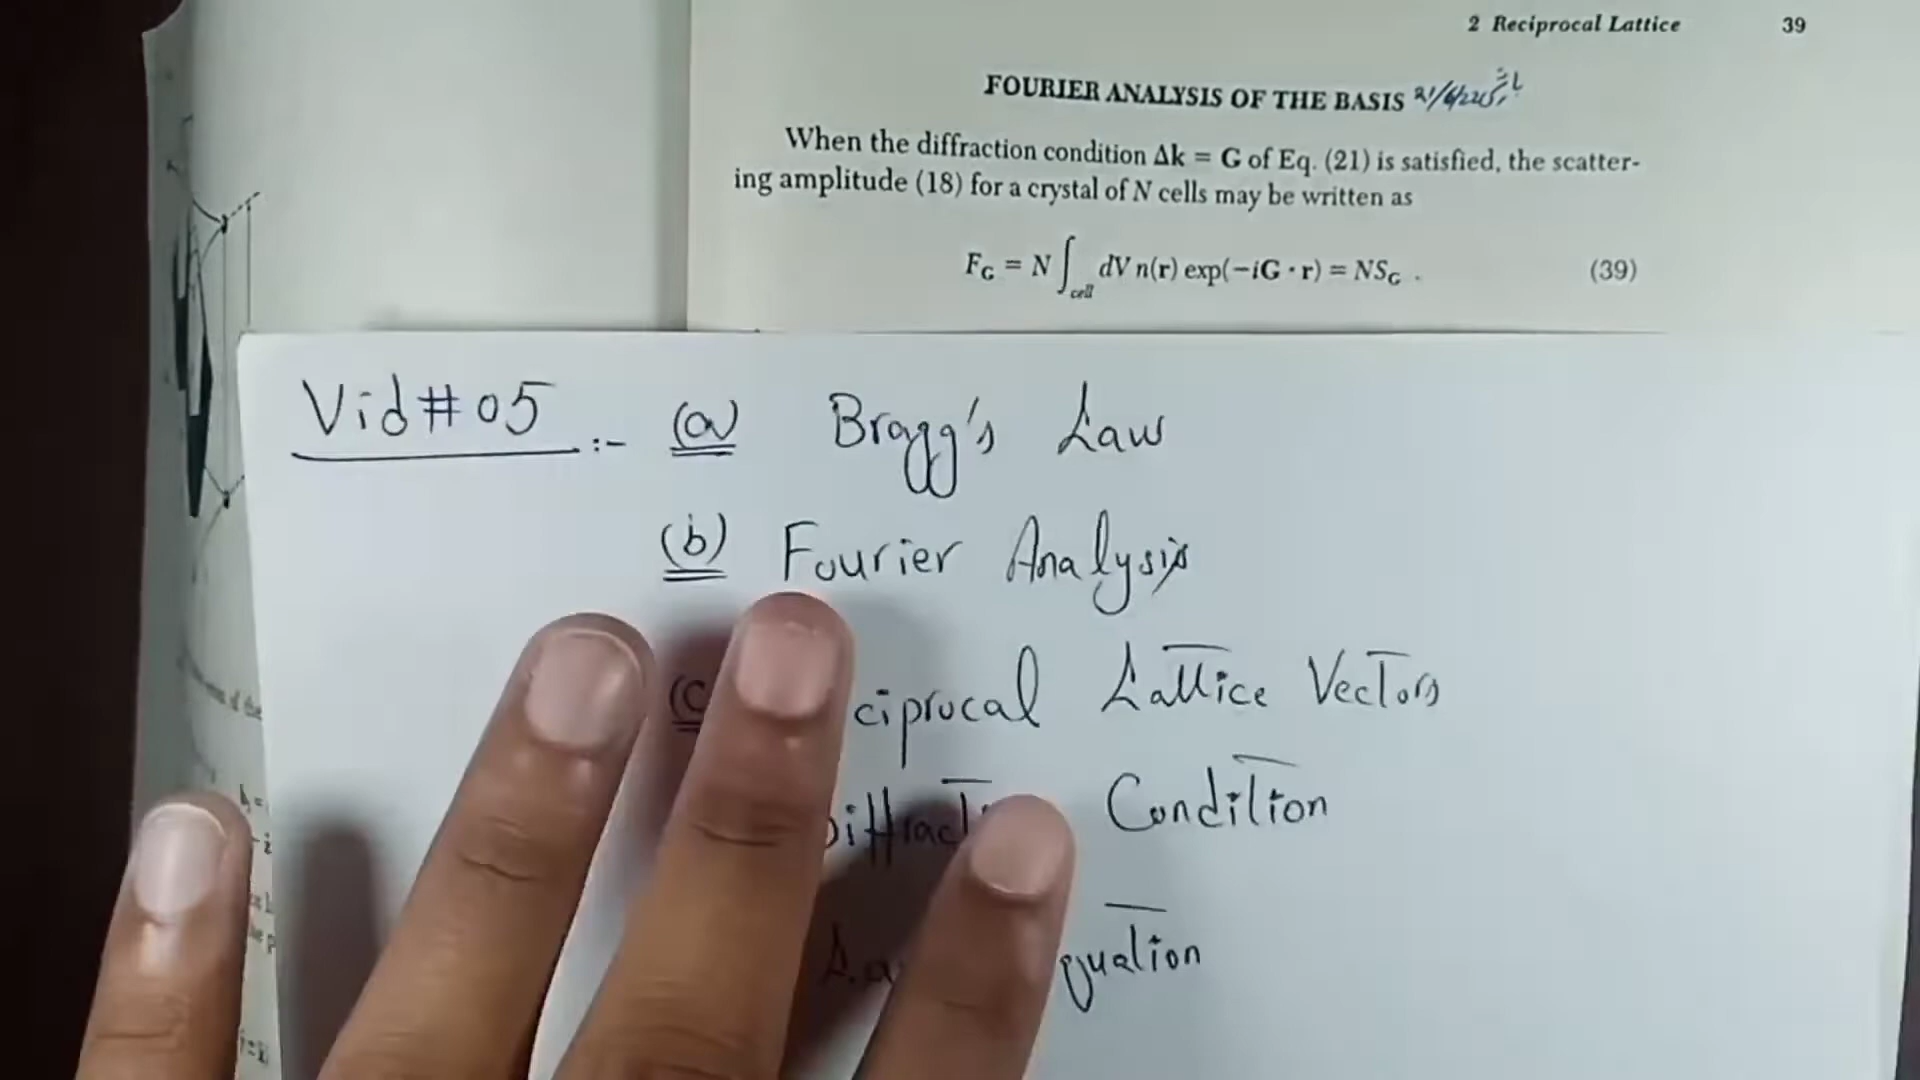 2 Reciprocal Lattice 39
FOURIER ANALYSIS OF THE BASIS
When the diffraction condition Δk = G of Eq. (21) is satisfied, the scatter-
ing amplitude (18) for a crystal of N cells may be written as
F_G = N ∫_cell dV n(r) exp(−iG · r) = NS_G . (39)
Vid#05 :- (a) Bragg's Law
(b) Fourier Analysis
(c) ciprocal Lattice Vectors
Condition